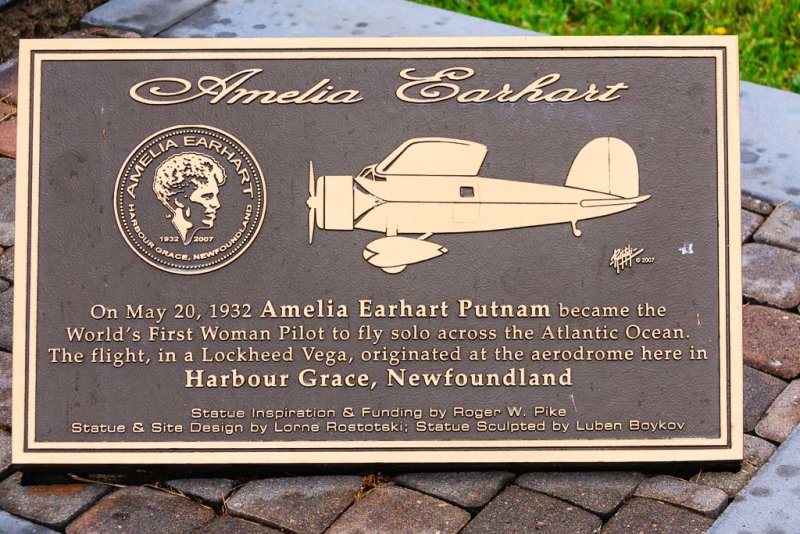 Amelia Earhart
AMELIA EARHART
1932 2007
HARBOUR GRACE, NEWFOUNDLAND
© 2007
On May 20, 1932 Amelia Earhart Putnam became the
World's First Woman Pilot to fly solo across the Atlantic Ocean.
The flight, in a Lockheed Vega, originated at the aerodrome here in
Harbour Grace, Newfoundland
Statue Inspiration & Funding by Roger W. Pike
Statue & Site Design by Lorne Rostotski; Statue Sculpted by Luben Boykov